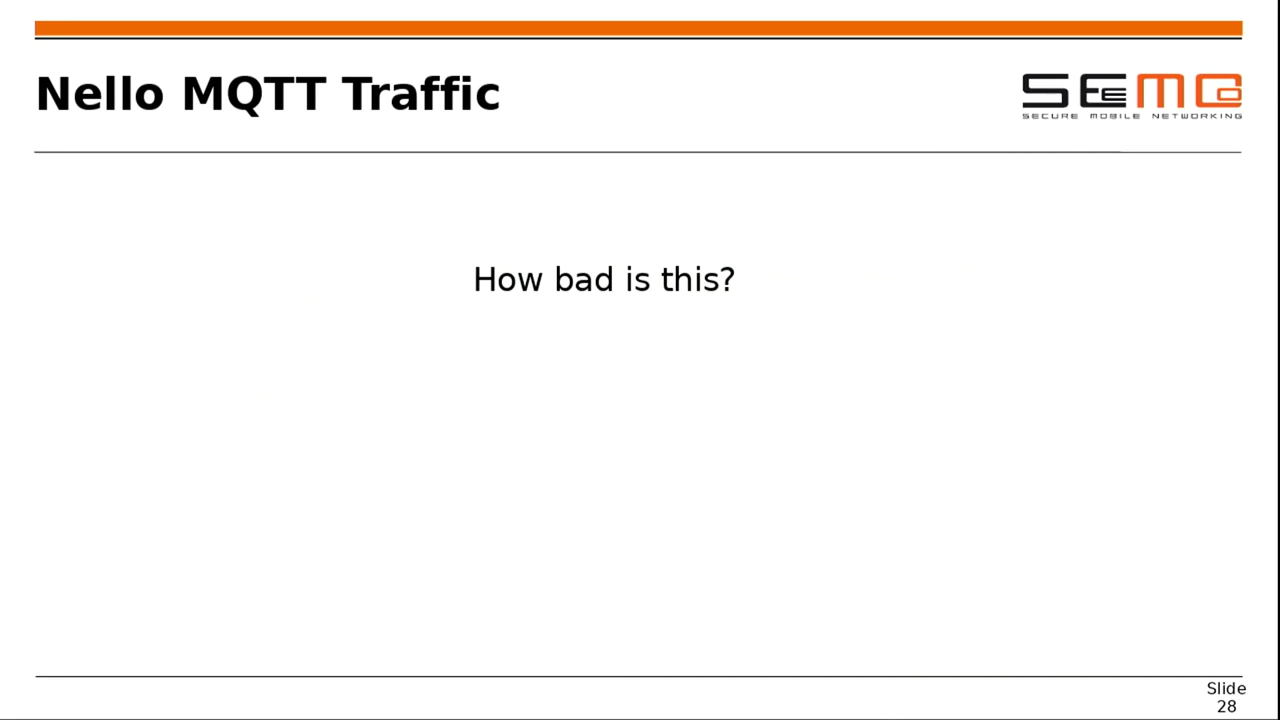 Nello MQTT Traffic
SEEMOO
SECURE MOBILE NETWORKING
How bad is this?
Slide
28